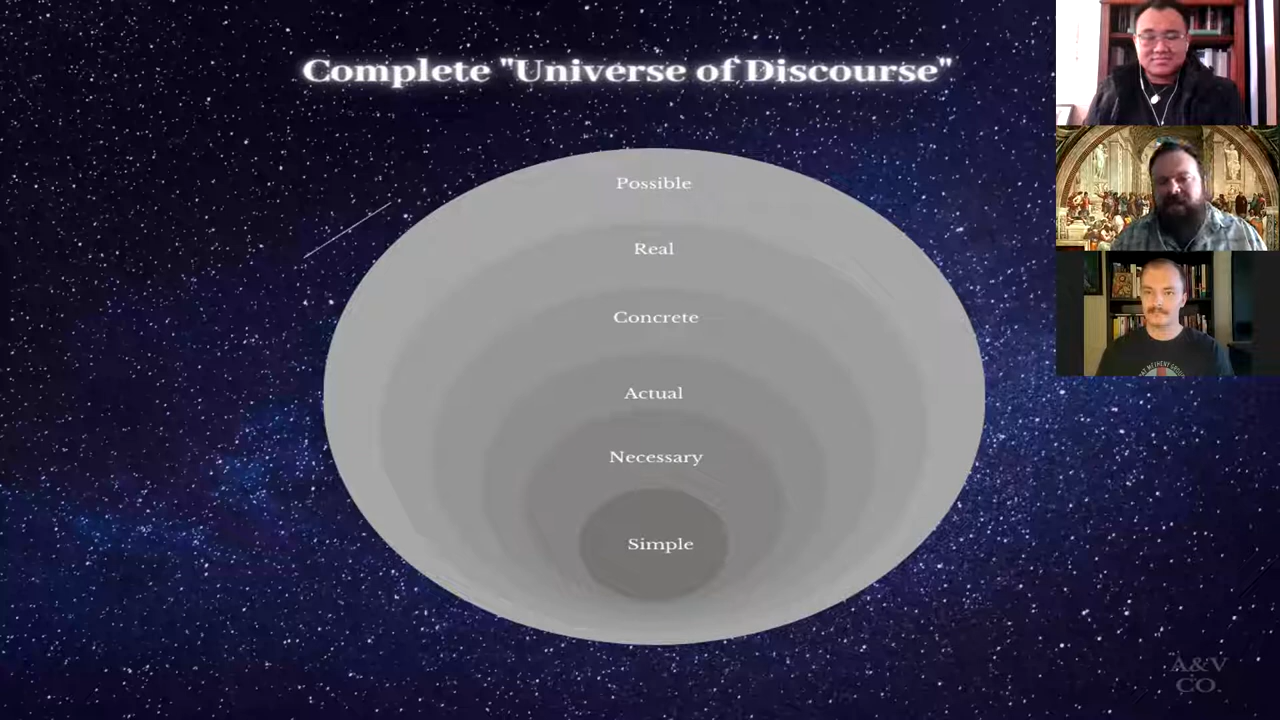 Complete "Universe of Discourse"
Possible
Real
Concrete
Actual
Necessary
Simple
A&V
CO.